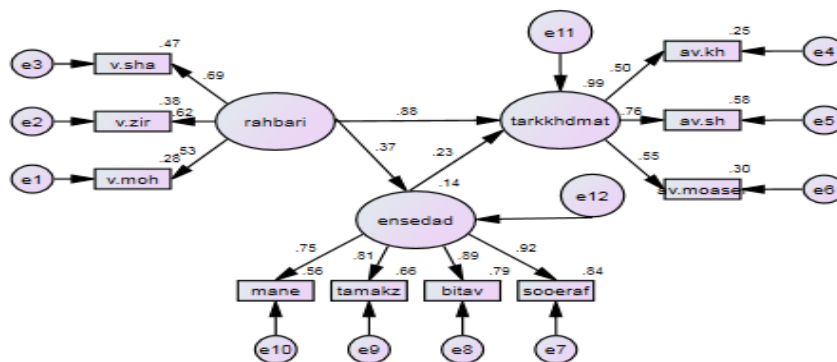 e11
.47
.25
e3
v.sha
.50
av.kh
e4
.69
.99
.38
.58
e2
v.zir
.62
rahbari
.88
tarkkhdmat
.76
av.sh
e5
.37
.23
.55
.28
.53
.30
e1
v.moh
.14
e12
av.moaser
e6
ensedad
.75
.81
.89
.92
.56
.66
.79
.84
mane
tamakz
bitav
sooeraf
e10
e9
e8
e7